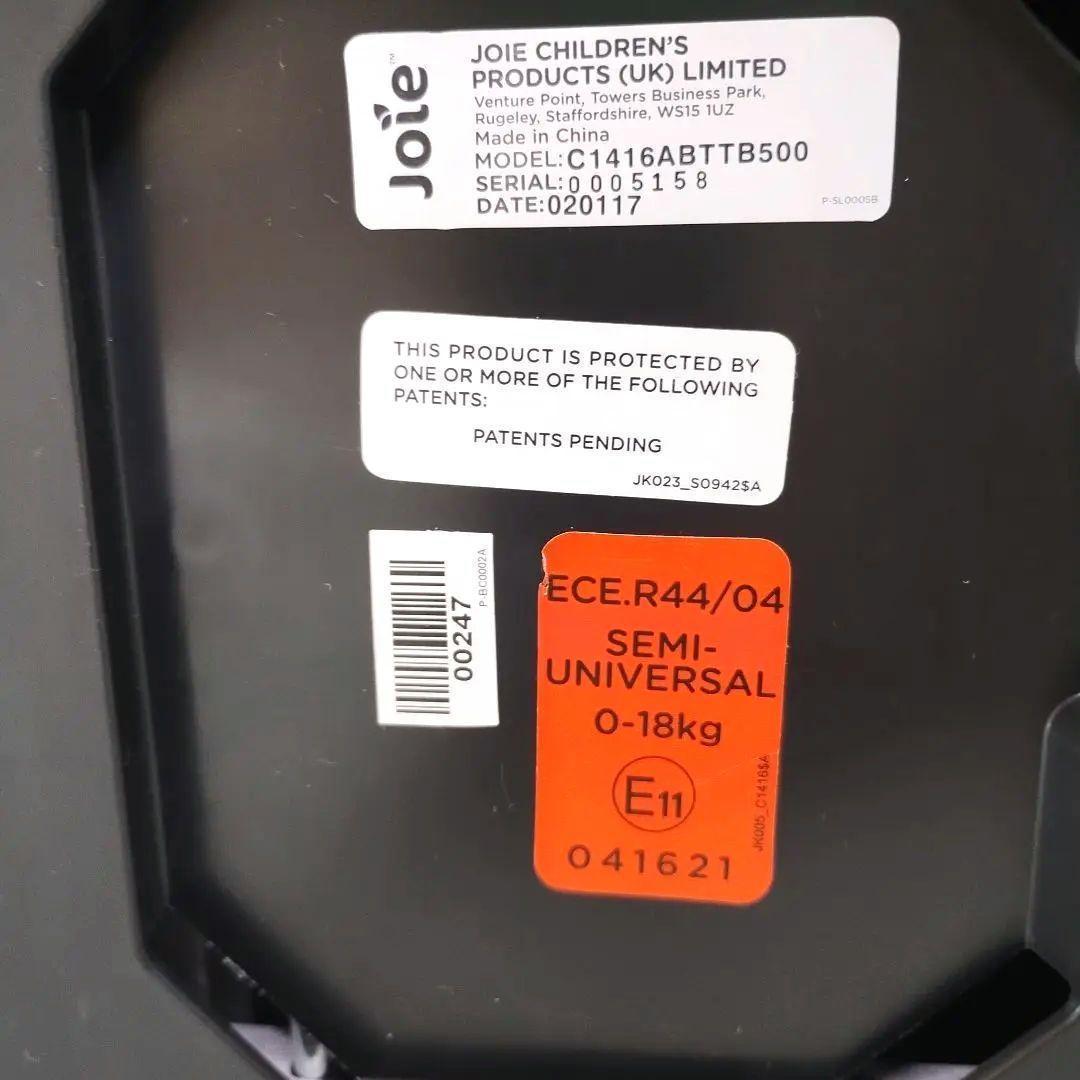 Joie™
JOIE CHILDREN'S
PRODUCTS (UK) LIMITED
Venture Point, Towers Business Park,
Rugeley, Staffordshire, WS15 1UZ
Made in China
MODEL:C1416ABTTB500
SERIAL:0005158
DATE:020117
P-SL0005B
THIS PRODUCT IS PROTECTED BY
ONE OR MORE OF THE FOLLOWING
PATENTS:
PATENTS PENDING
JK023_S0942$A
00247
P-BC0002A
ECE.R44/04
SEMI-
UNIVERSAL
0-18kg
E11
041621
JK005_C1416$A